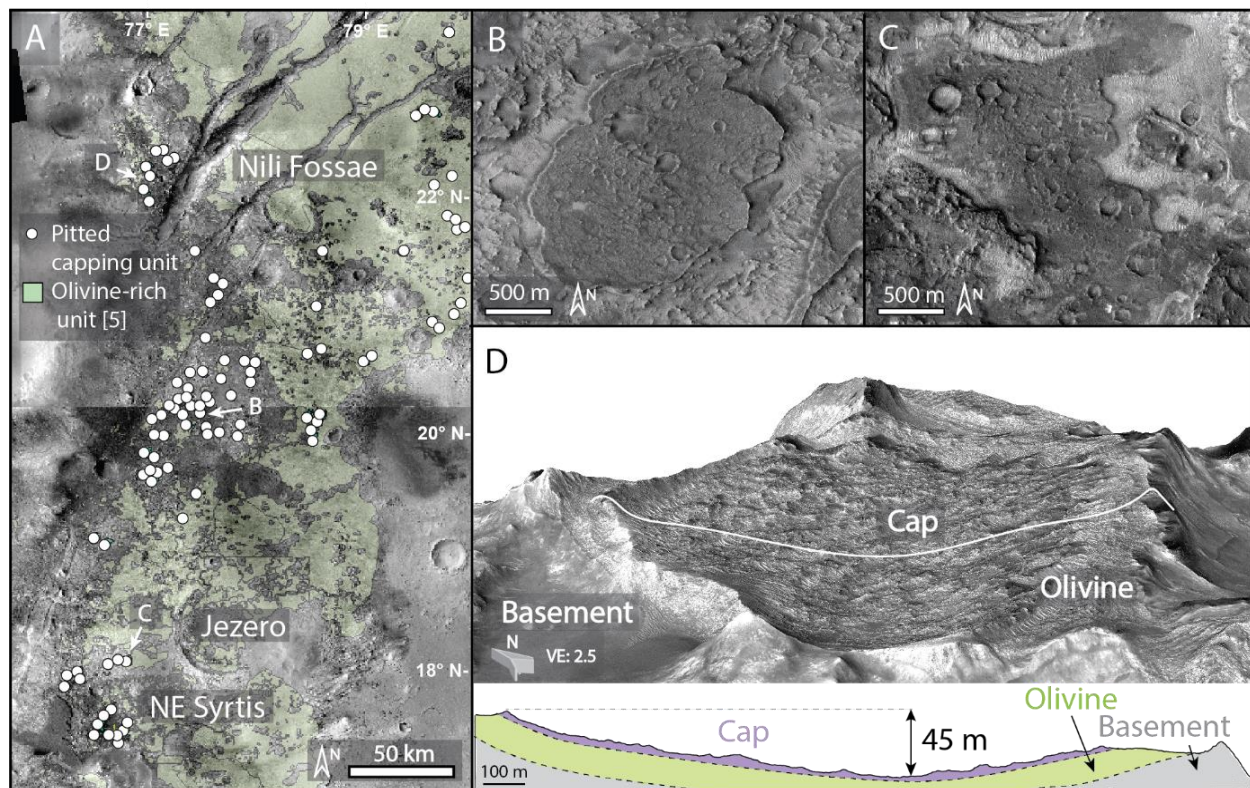 A
77° E
79° E
D
Nili Fossae
22° N
Pitted
capping unit
Olivine-rich
unit [5]
B
20° N
C
Jezero
18° N
NE Syrtis
N
50 km
B
500 m
N
C
500 m
N
D
Cap
Olivine
Basement
N
VE: 2.5
Olivine
Basement
Cap
45 m
100 m